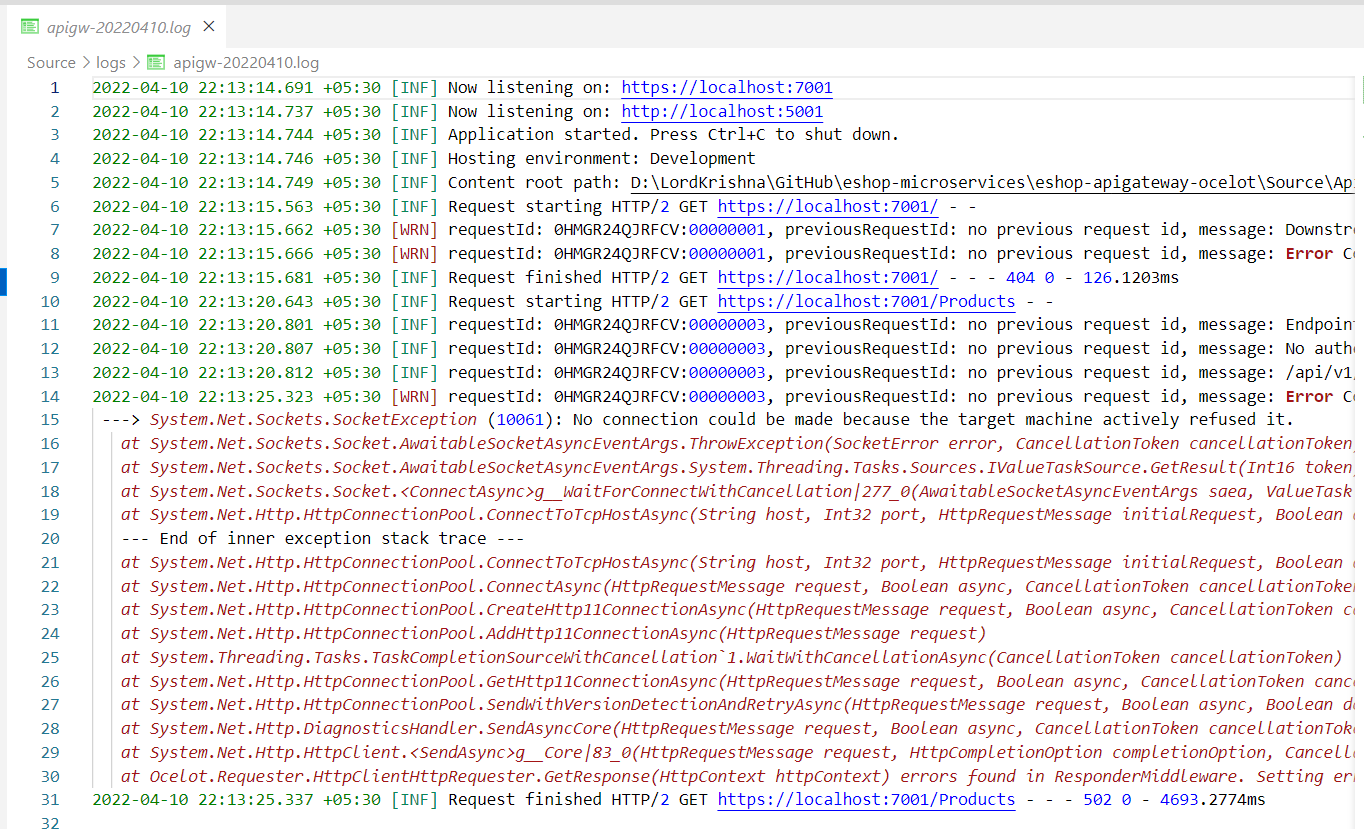 apigw-20220410.log
Source > logs > apigw-20220410.log
1 2022-04-10 22:13:14.691 +05:30 [INF] Now listening on: https://localhost:7001
2 2022-04-10 22:13:14.737 +05:30 [INF] Now listening on: http://localhost:5001
3 2022-04-10 22:13:14.744 +05:30 [INF] Application started. Press Ctrl+C to shut down.
4 2022-04-10 22:13:14.746 +05:30 [INF] Hosting environment: Development
5 2022-04-10 22:13:14.749 +05:30 [INF] Content root path: D:\LordKrishna\GitHub\eshop-microservices\eshop-apigateway-ocelot\Source\Ap
6 2022-04-10 22:13:15.563 +05:30 [INF] Request starting HTTP/2 GET https://localhost:7001/ - -
7 2022-04-10 22:13:15.662 +05:30 [WRN] requestId: 0HMGR24QJRFCV:00000001, previousRequestId: no previous request id, message: Downstr
8 2022-04-10 22:13:15.666 +05:30 [WRN] requestId: 0HMGR24QJRFCV:00000001, previousRequestId: no previous request id, message: Error C
9 2022-04-10 22:13:15.681 +05:30 [INF] Request finished HTTP/2 GET https://localhost:7001/ - - - 404 0 - 126.1203ms
10 2022-04-10 22:13:20.643 +05:30 [INF] Request starting HTTP/2 GET https://localhost:7001/Products - -
11 2022-04-10 22:13:20.801 +05:30 [INF] requestId: 0HMGR24QJRFCV:00000003, previousRequestId: no previous request id, message: Endpoin
12 2022-04-10 22:13:20.807 +05:30 [INF] requestId: 0HMGR24QJRFCV:00000003, previousRequestId: no previous request id, message: No auth
13 2022-04-10 22:13:20.812 +05:30 [INF] requestId: 0HMGR24QJRFCV:00000003, previousRequestId: no previous request id, message: /api/v1
14 2022-04-10 22:13:25.323 +05:30 [WRN] requestId: 0HMGR24QJRFCV:00000003, previousRequestId: no previous request id, message: Error C
15 ---> System.Net.Sockets.SocketException (10061): No connection could be made because the target machine actively refused it.
16 at System.Net.Sockets.Socket.AwaitableSocketAsyncEventArgs.ThrowException(SocketError error, CancellationToken cancellationToken
17 at System.Net.Sockets.Socket.AwaitableSocketAsyncEventArgs.System.Threading.Tasks.Sources.IValueTaskSource.GetResult(Int16 token
18 at System.Net.Sockets.Socket.<ConnectAsync>g__WaitForConnectWithCancellation|277_0(AwaitableSocketAsyncEventArgs saea, ValueTask
19 at System.Net.Http.HttpConnectionPool.ConnectToTcpHostAsync(String host, Int32 port, HttpRequestMessage initialRequest, Boolean
20 --- End of inner exception stack trace ---
21 at System.Net.Http.HttpConnectionPool.ConnectToTcpHostAsync(String host, Int32 port, HttpRequestMessage initialRequest, Boolean
22 at System.Net.Http.HttpConnectionPool.ConnectAsync(HttpRequestMessage request, Boolean async, CancellationToken cancellationToke
23 at System.Net.Http.HttpConnectionPool.CreateHttp11ConnectionAsync(HttpRequestMessage request, Boolean async, CancellationToken c
24 at System.Net.Http.HttpConnectionPool.AddHttp11ConnectionAsync(HttpRequestMessage request)
25 at System.Threading.Tasks.TaskCompletionSourceWithCancellation`1.WaitWithCancellationAsync(CancellationToken cancellationToken)
26 at System.Net.Http.HttpConnectionPool.GetHttp11ConnectionAsync(HttpRequestMessage request, Boolean async, CancellationToken canc
27 at System.Net.Http.HttpConnectionPool.SendWithVersionDetectionAndRetryAsync(HttpRequestMessage request, Boolean async, Boolean d
28 at System.Net.Http.DiagnosticsHandler.SendAsyncCore(HttpRequestMessage request, Boolean async, CancellationToken cancellationTok
29 at System.Net.Http.HttpClient.<SendAsync>g__Core|83_0(HttpRequestMessage request, HttpCompletionOption completionOption, Cancell
30 at Ocelot.Requester.HttpClientHttpRequester.GetResponse(HttpContext httpContext) errors found in ResponderMiddleware. Setting er
31 2022-04-10 22:13:25.337 +05:30 [INF] Request finished HTTP/2 GET https://localhost:7001/Products - - - 502 0 - 4693.2774ms
32